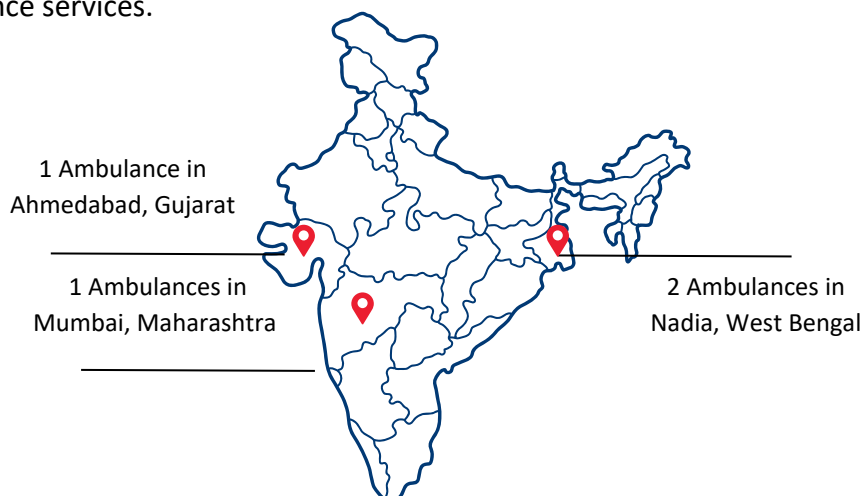 nce services.
1 Ambulance in
Ahmedabad, Gujarat
1 Ambulances in
Mumbai, Maharashtra
2 Ambulances in
Nadia, West Bengal